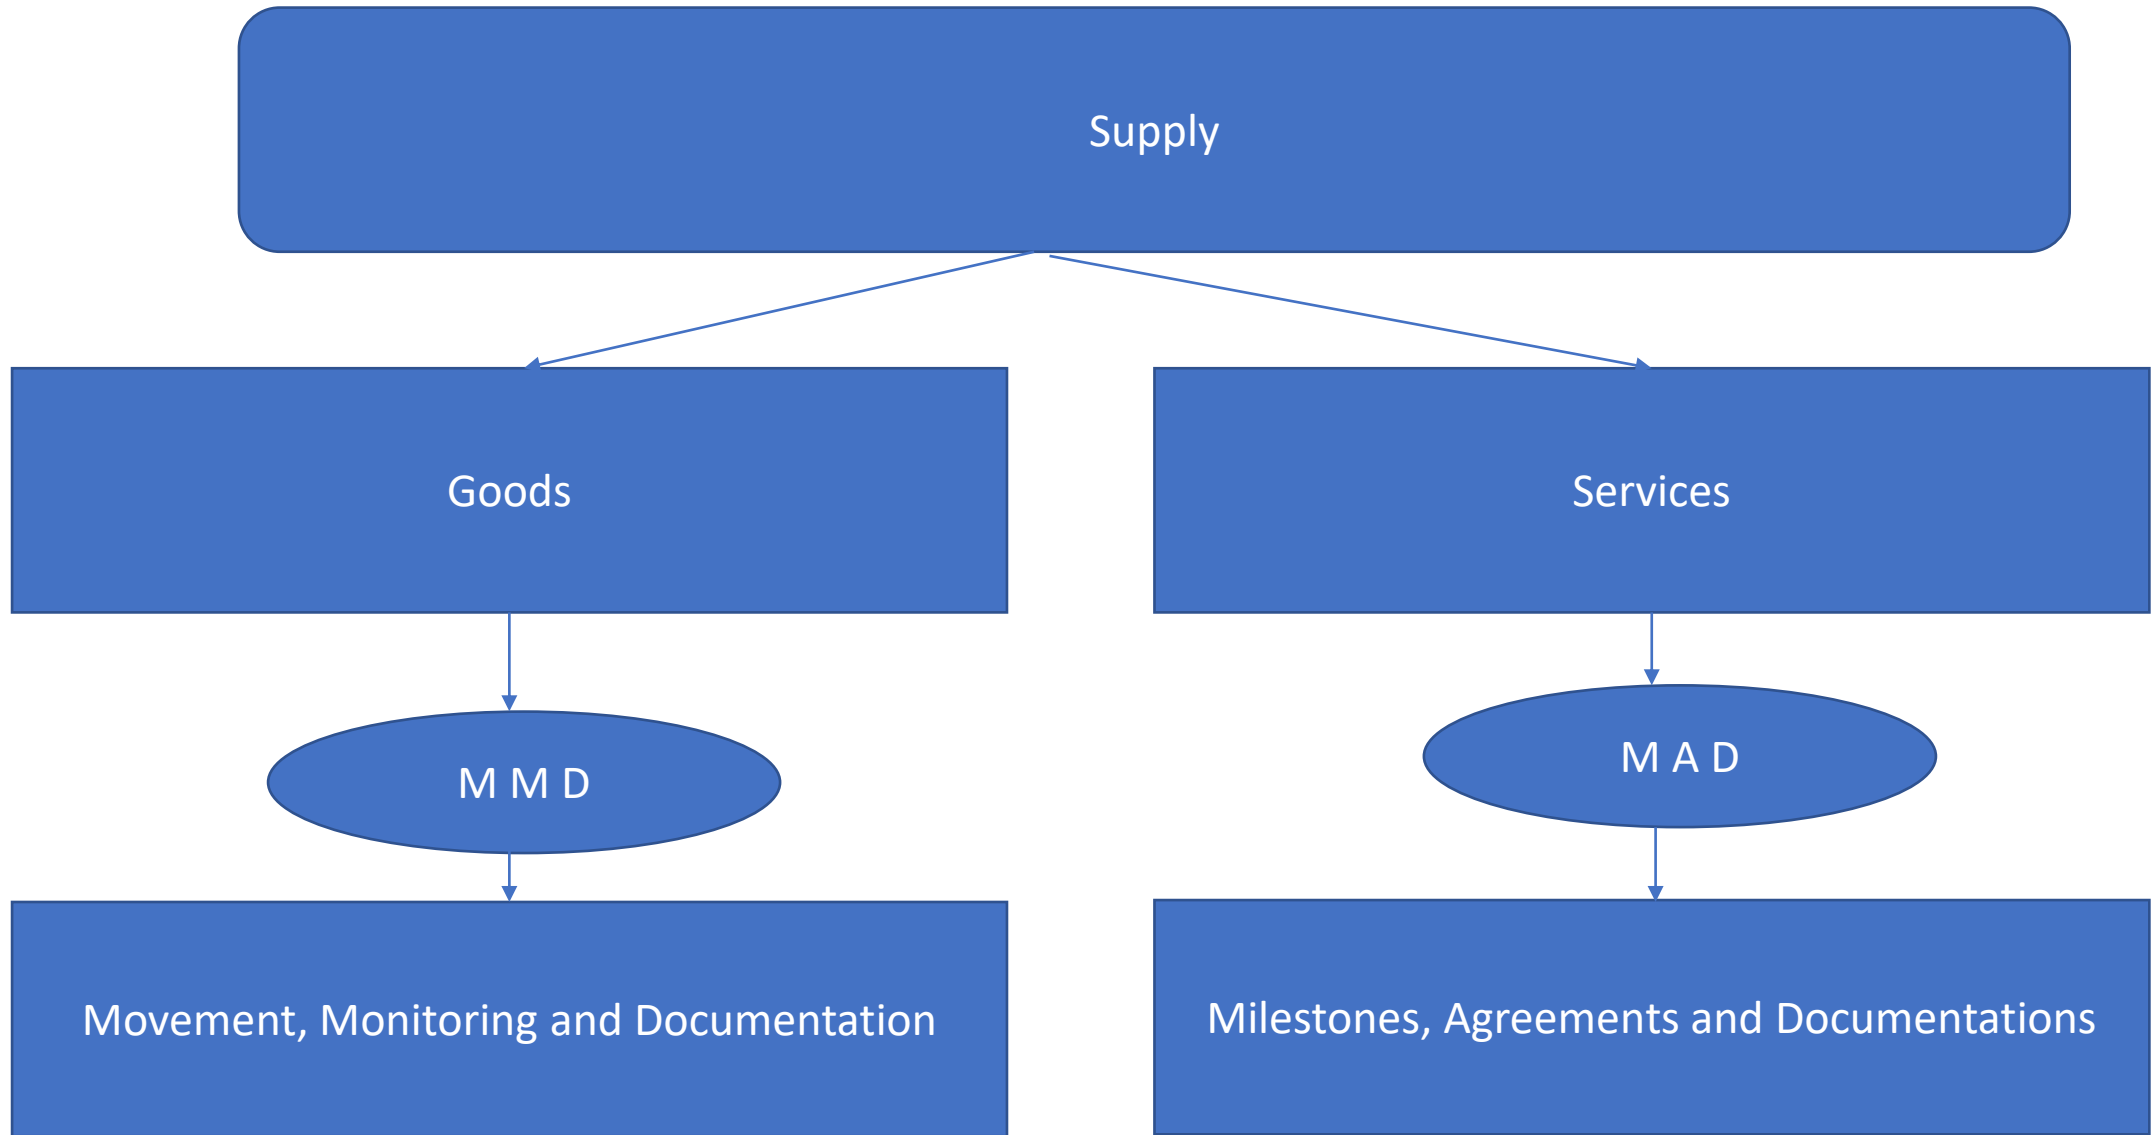 Supply
Goods
Services
M M D
M A D
Movement, Monitoring and Documentation
Milestones, Agreements and Documentations